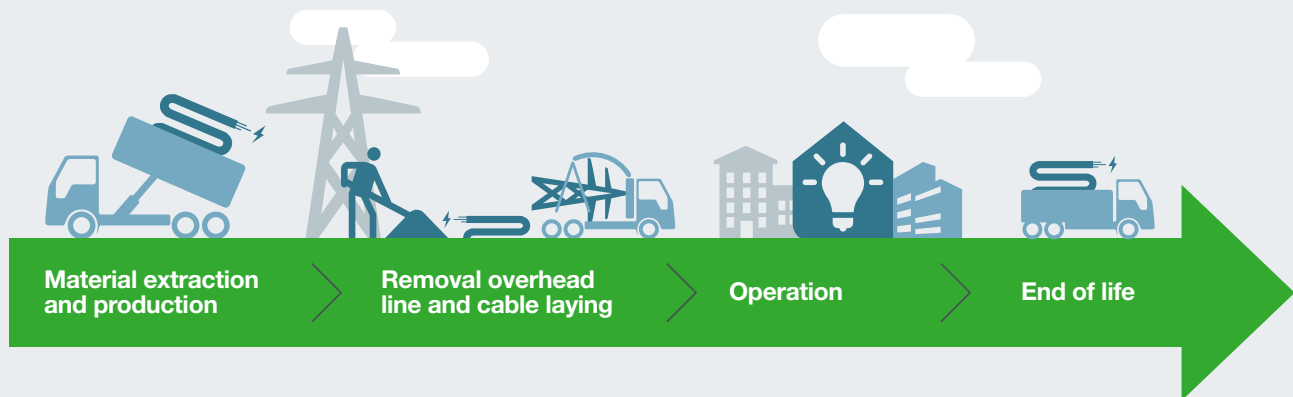 Material extraction
and production
Removal overhead
line and cable laying
Operation
End of life